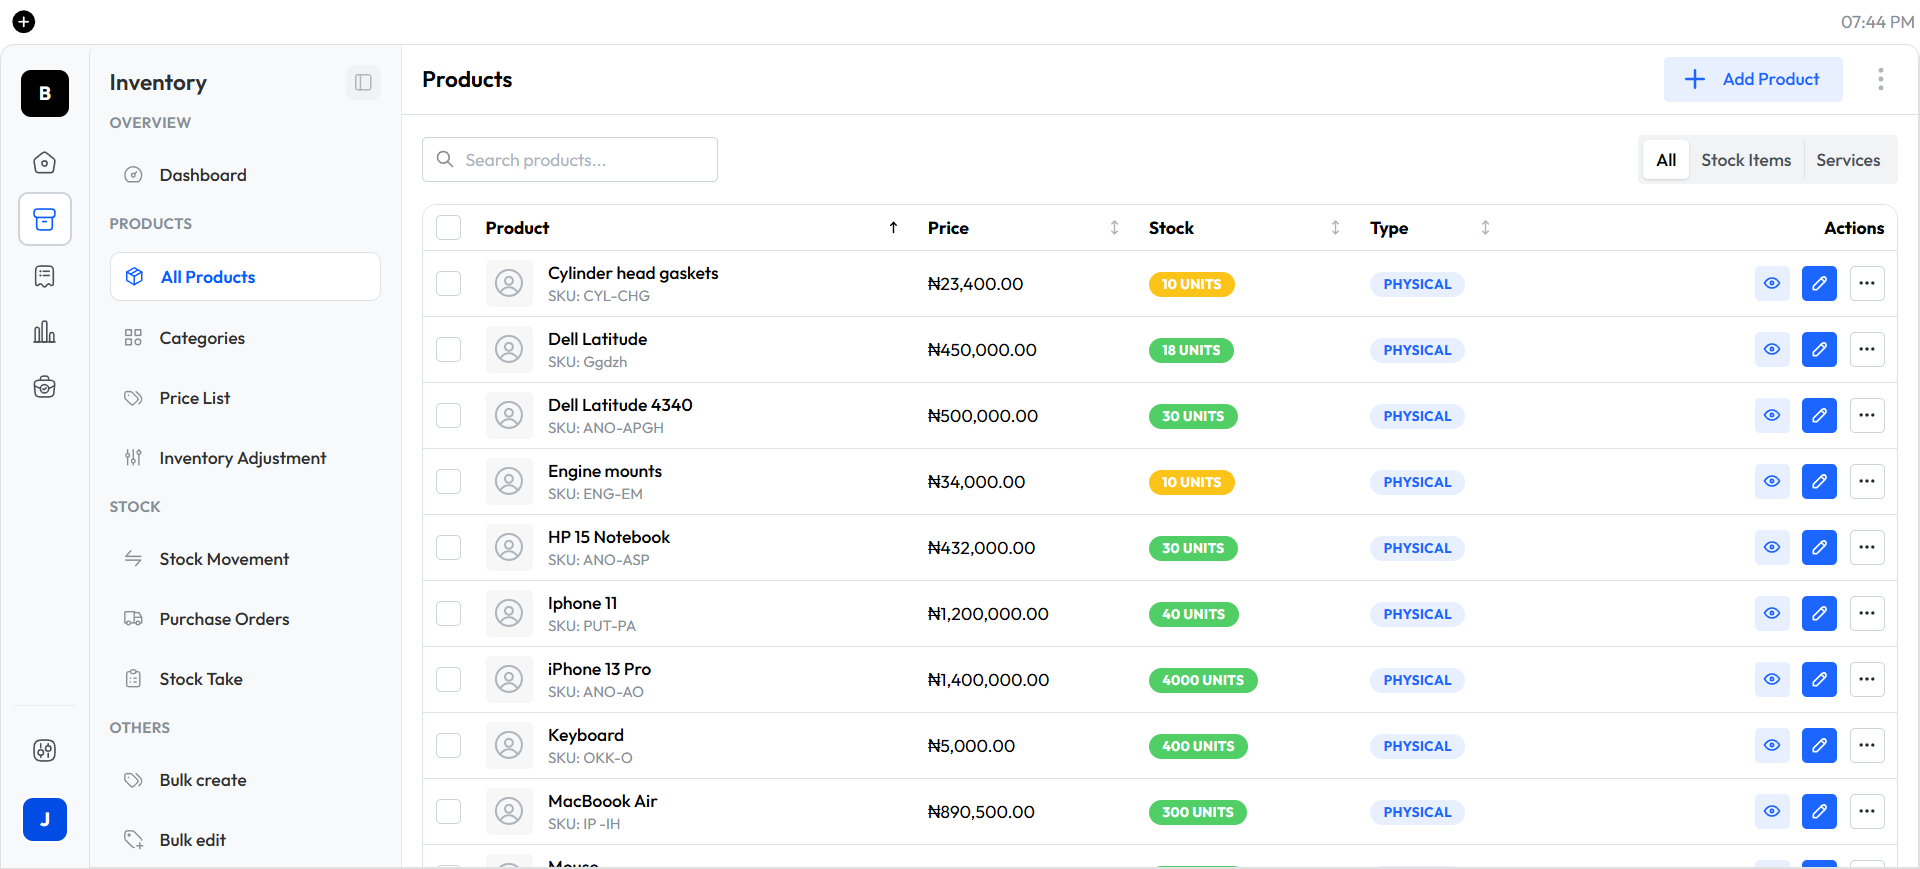 07:44 PM
B
Inventory
OVERVIEW
Dashboard
PRODUCTS
All Products
Categories
Price List
Inventory Adjustment
STOCK
Stock Movement
Purchase Orders
Stock Take
OTHERS
Bulk create
Bulk edit
J
Products
Add Product
Search products...
All Stock Items Services
Product Price Stock Type Actions
Cylinder head gaskets
SKU: CYL-CHG
₦23,400.00 10 UNITS PHYSICAL
Dell Latitude
SKU: Ggdzh
₦450,000.00 18 UNITS PHYSICAL
Dell Latitude 4340
SKU: ANO-APGH
₦500,000.00 30 UNITS PHYSICAL
Engine mounts
SKU: ENG-EM
₦34,000.00 10 UNITS PHYSICAL
HP 15 Notebook
SKU: ANO-ASP
₦432,000.00 30 UNITS PHYSICAL
Iphone 11
SKU: PUT-PA
₦1,200,000.00 40 UNITS PHYSICAL
iPhone 13 Pro
SKU: ANO-AO
₦1,400,000.00 4000 UNITS PHYSICAL
Keyboard
SKU: OKK-O
₦5,000.00 400 UNITS PHYSICAL
MacBoook Air
SKU: IP -IH
₦890,500.00 300 UNITS PHYSICAL
Mouse